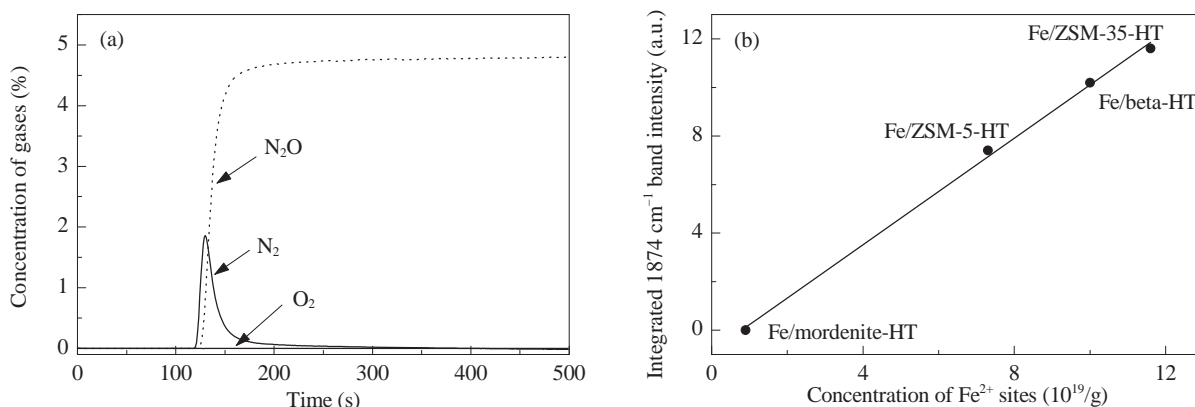 (a)
5
4
3
2
1
0
Concentration of gases (%)
N₂O
N₂
O₂
0 100 200 300 400 500
Time (s)
(b)
12
8
4
0
Integrated 1874 cm⁻¹ band intensity (a.u.)
Fe/ZSM-35-HT
Fe/beta-HT
Fe/ZSM-5-HT
Fe/mordenite-HT
0 4 8 12
Concentration of Fe²⁺ sites (10¹⁹/g)